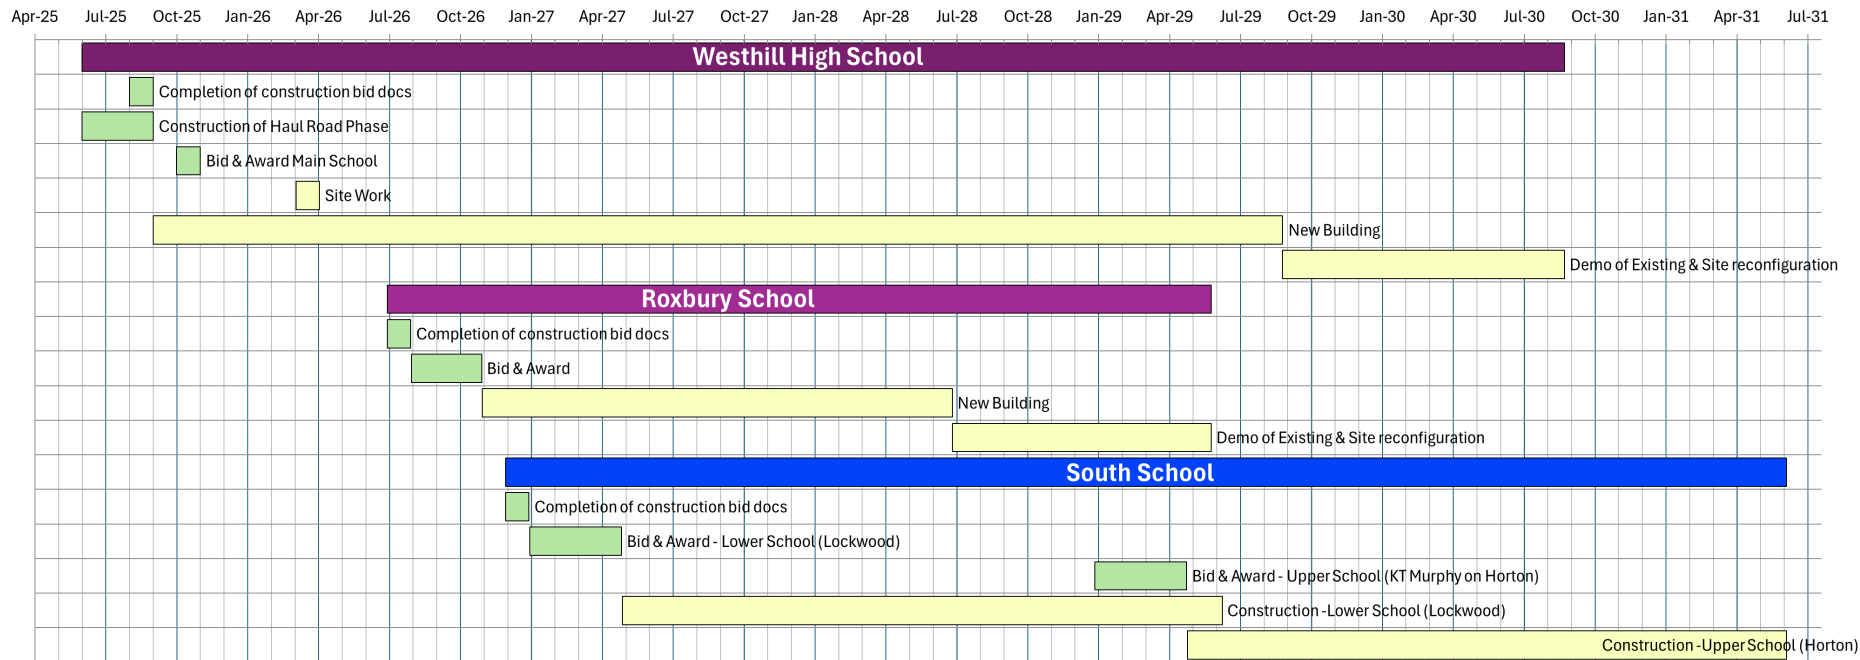 Apr-25 Jul-25 Oct-25 Jan-26 Apr-26 Jul-26 Oct-26 Jan-27 Apr-27 Jul-27 Oct-27 Jan-28 Apr-28 Jul-28 Oct-28 Jan-29 Apr-29 Jul-29 Oct-29 Jan-30 Apr-30 Jul-30 Oct-30 Jan-31 Apr-31 Jul-31
Westhill High School
Completion of construction bid docs
Construction of Haul Road Phase
Bid & Award Main School
Site Work
New Building
Demo of Existing & Site reconfiguration
Roxbury School
Completion of construction bid docs
Bid & Award
New Building
Demo of Existing & Site reconfiguration
South School
Completion of construction bid docs
Bid & Award - Lower School (Lockwood)
Bid & Award - Upper School (KT Murphy on Horton)
Construction -Lower School (Lockwood)
Construction -Upper School (Horton)